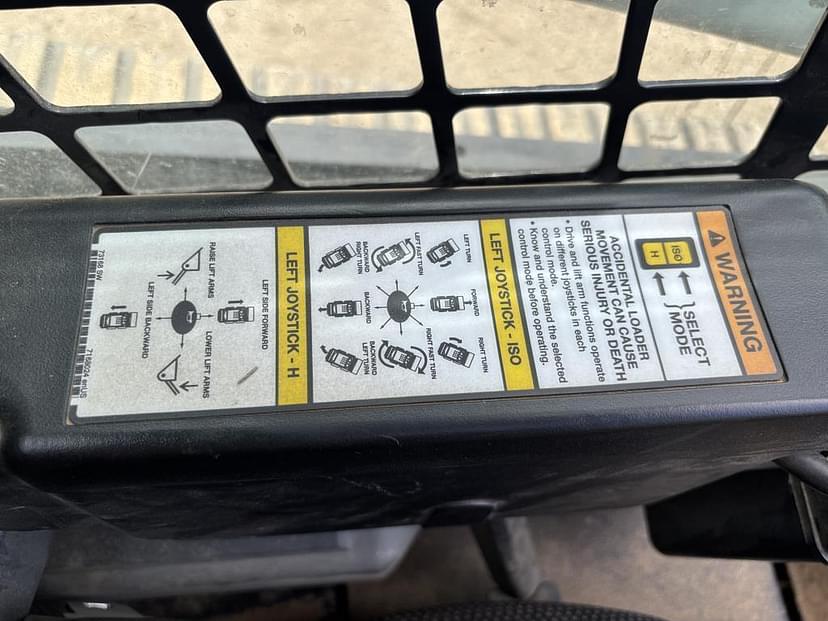 WARNING
ISO
H
SELECT
MODE
ACCIDENTAL LOADER
MOVEMENT CAN CAUSE
SERIOUS INJURY OR DEATH
• Drive and lift arm functions operate
on different joysticks in each
control mode.
• Know and understand the selected
control mode before operating.
LEFT JOYSTICK - ISO
LEFT TURN
FORWARD
RIGHT TURN
LEFT FAST TURN
RIGHT FAST TURN
BACKWARD
RIGHT TURN
BACKWARD
BACKWARD
LEFT TURN
LEFT JOYSTICK - H
LEFT SIDE FORWARD
RAISE LIFT ARMS
LOWER LIFT ARMS
LEFT SIDE BACKWARD
7168024 enUS